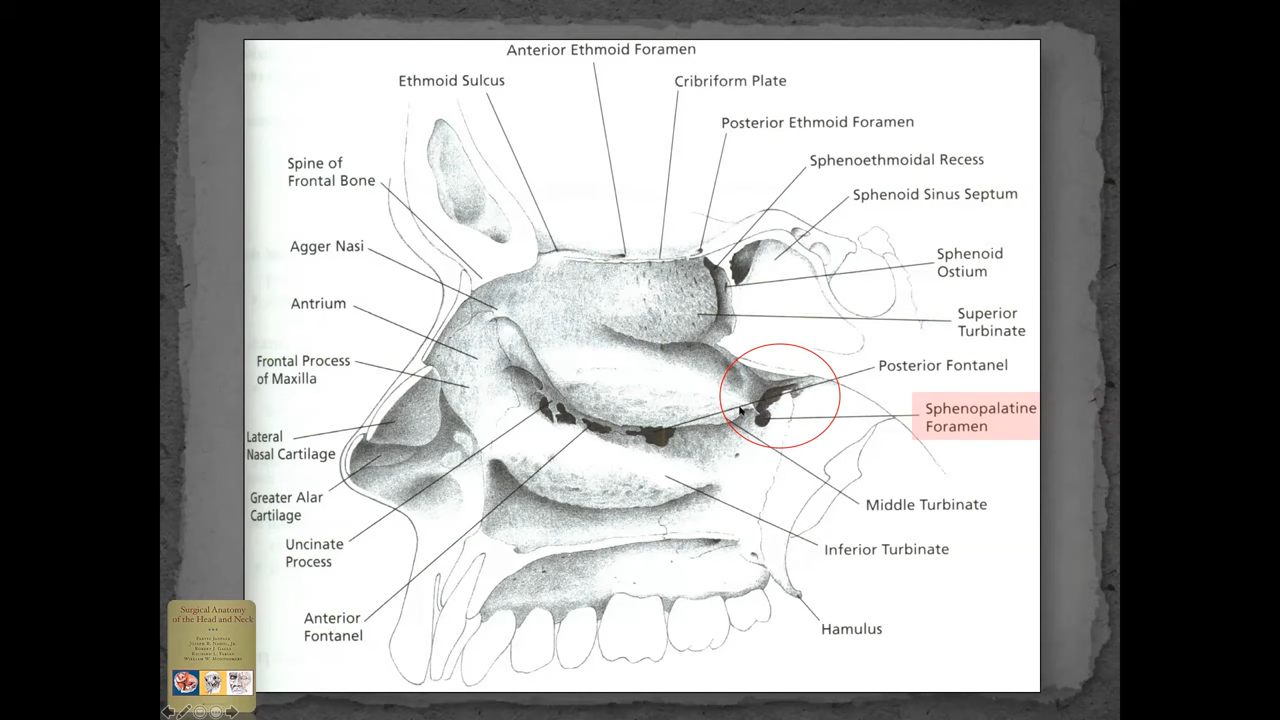 Anterior Ethmoid Foramen
Ethmoid Sulcus
Cribriform Plate
Posterior Ethmoid Foramen
Spine of
Frontal Bone
Sphenoethmoidal Recess
Sphenoid Sinus Septum
Agger Nasi
Sphenoid
Ostium
Antrium
Superior
Turbinate
Frontal Process
of Maxilla
Posterior Fontanel
Sphenopalatine
Foramen
Lateral
Nasal Cartilage
Greater Alar
Cartilage
Middle Turbinate
Uncinate
Process
Inferior Turbinate
Anterior
Fontanel
Hamulus
Surgical Anatomy
of the Head and Neck